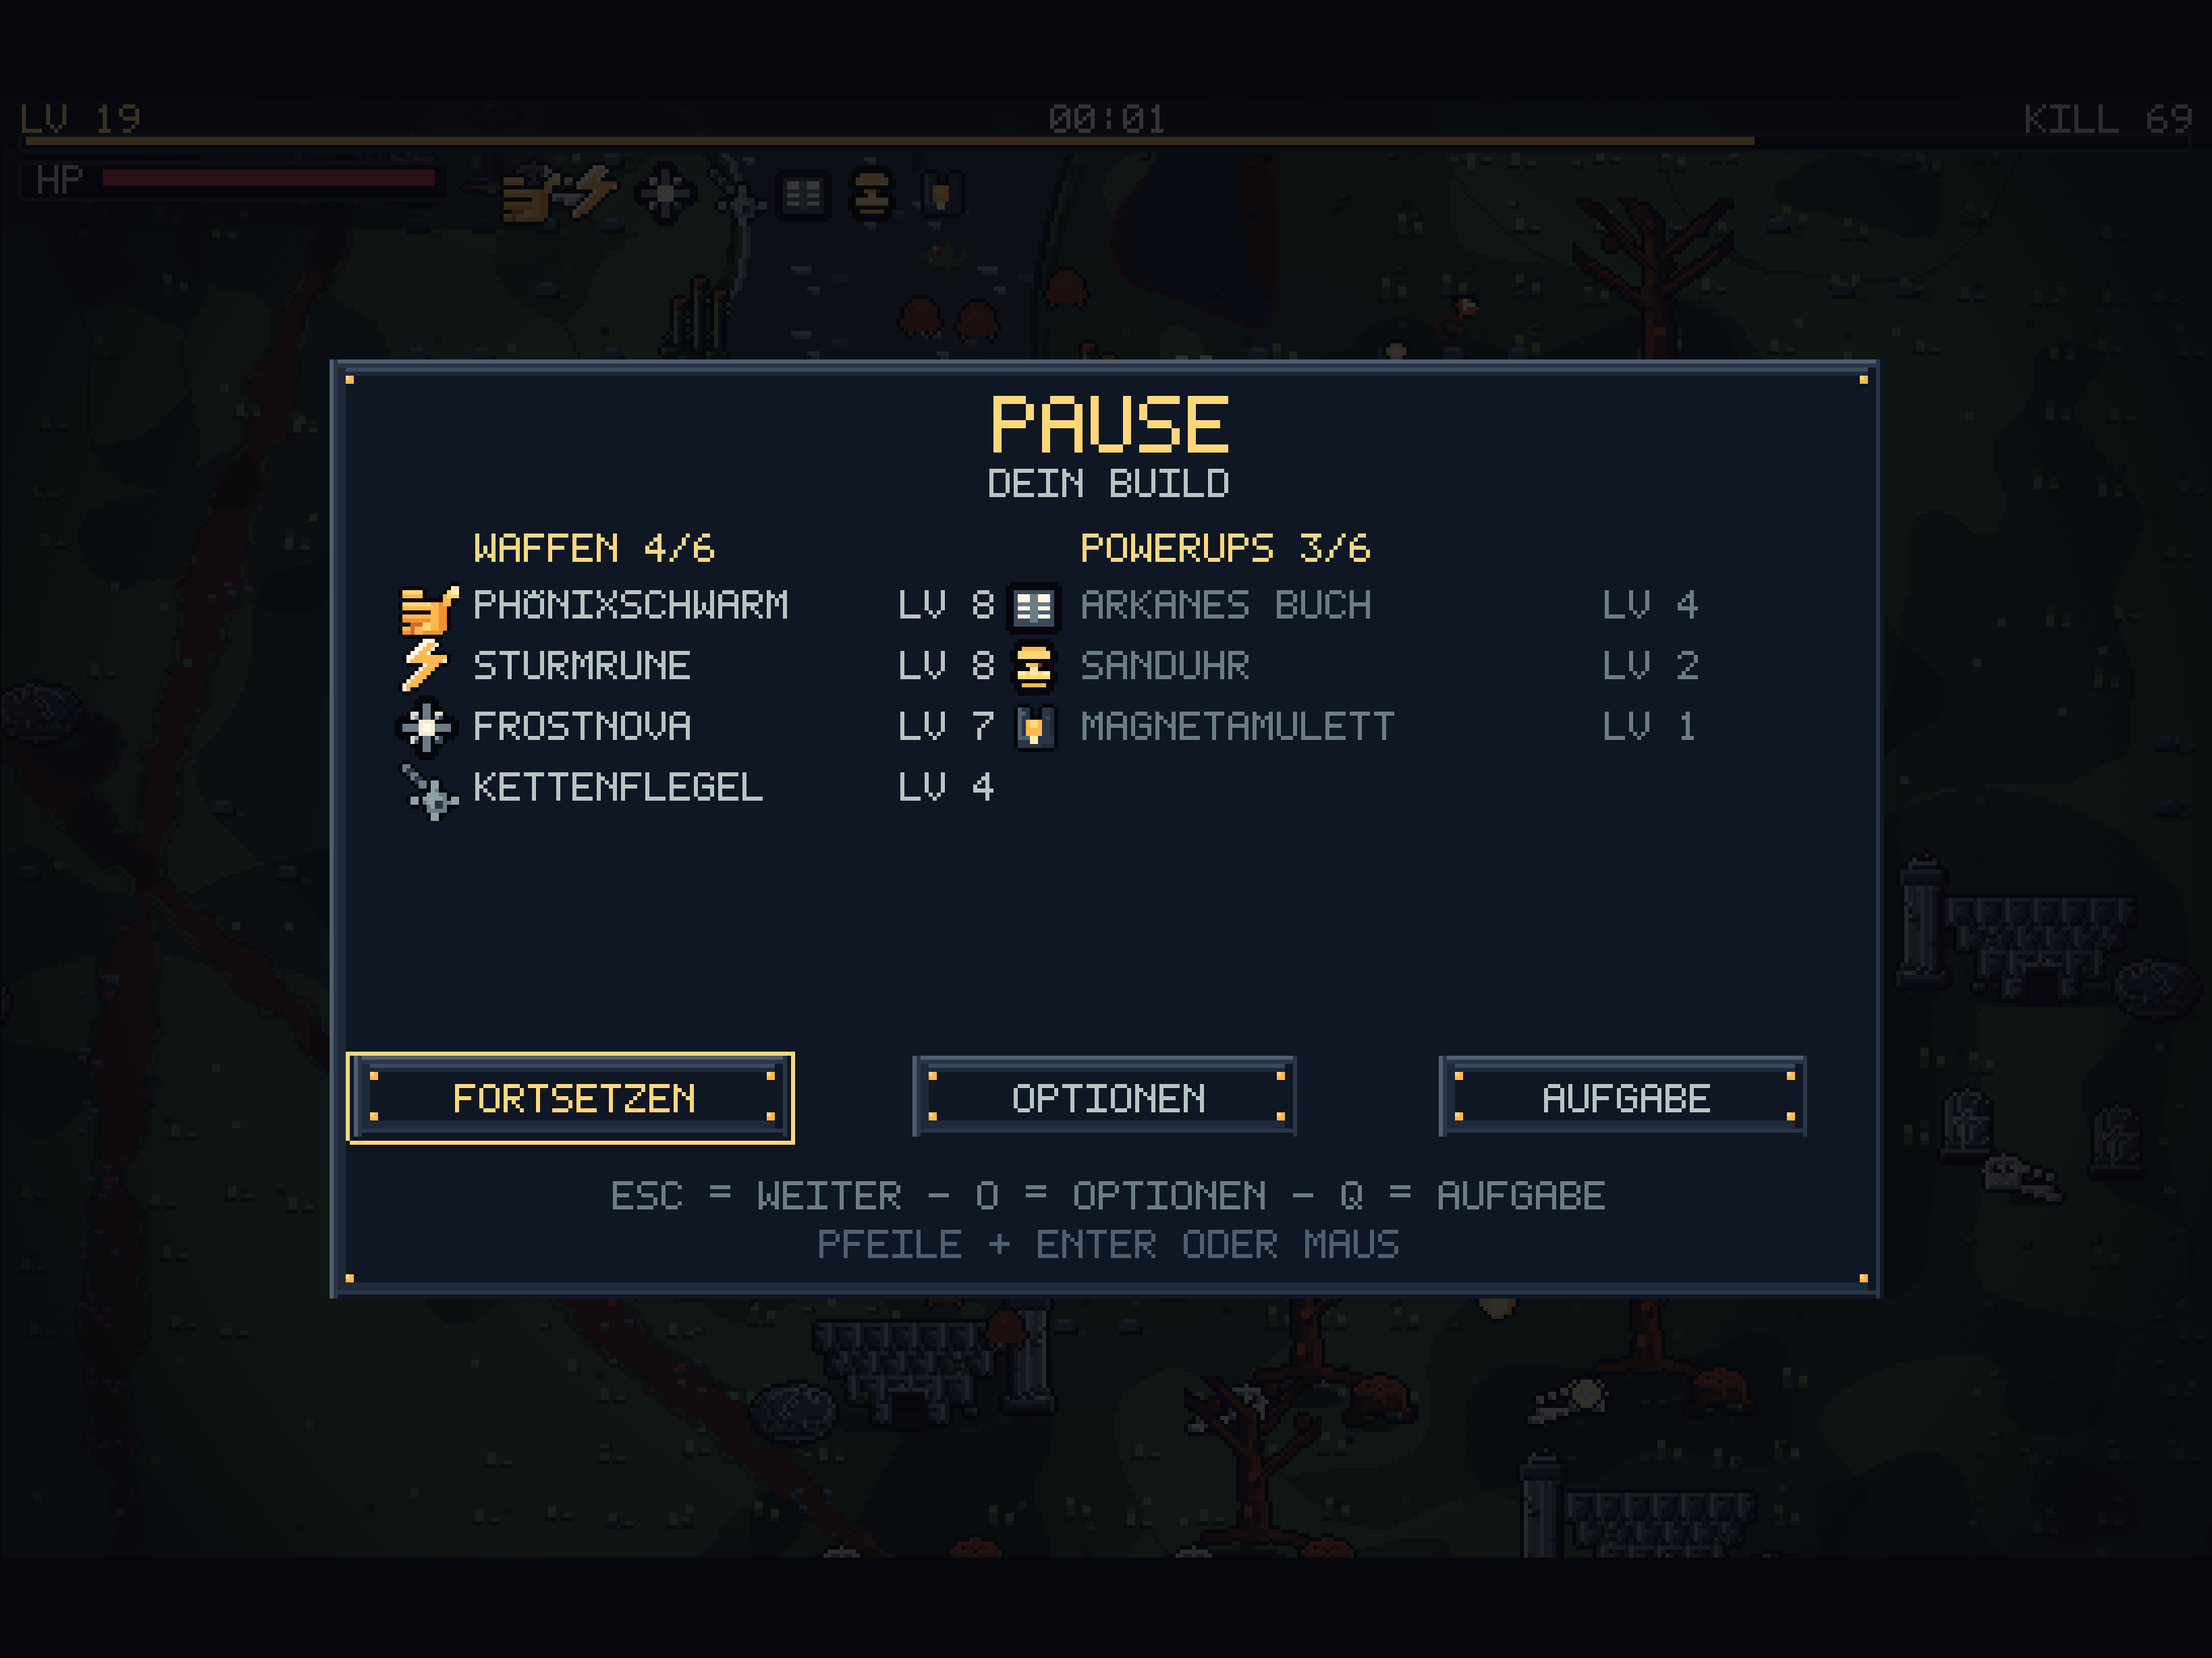 LV 19 00:01 KILL 69
HP
PAUSE
DEIN BUILD
WAFFEN 4/6 POWERUPS 3/6
PHÖNIXSCHWARM LV 8 ARKANES BUCH LV 4
STURMRUNE LV 8 SANDUHR LV 2
FROSTNOVA LV 7 MAGNETAMULETT LV 1
KETTENFLEGEL LV 4
FORTSETZEN OPTIONEN AUFGABE
ESC = WEITER - O = OPTIONEN - Q = AUFGABE
PFEILE + ENTER ODER MAUS